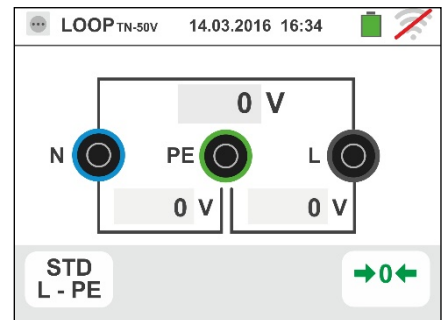 LOOP TN-50V 14.03.2016 16:34
0 V
N PE L
0 V 0 V
STD
L - PE
→0←